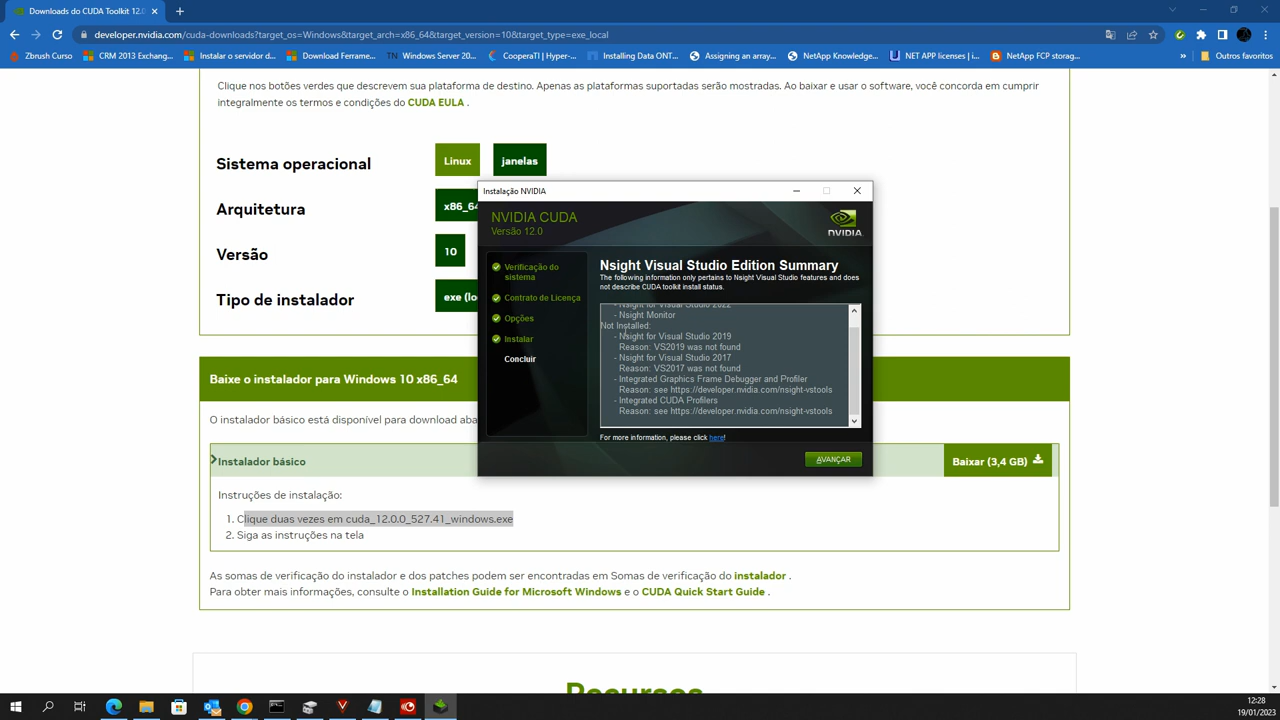 Downloads do CUDA Toolkit 12.0
developer.nvidia.com/cuda-downloads?target_os=Windows&target_arch=x86_64&target_version=10&target_type=exe_local
Zbrush Curso
CRM 2013 Exchang...
Instalar o servidor d...
Download Ferrame...
TN Windows Server 20...
CooperaTI | Hyper-...
Installing Data ONT...
Assigning an array...
NetApp Knowledge...
NET APP licenses | i...
NetApp FCP storag...
»
Outros favoritos
Clique nos botões verdes que descrevem sua plataforma de destino. Apenas as plataformas suportadas serão mostradas. Ao baixar e usar o software, você concorda em cumprir
integralmente os termos e condições do CUDA EULA .
Sistema operacional
Linux
janelas
Arquitetura
x86_64
Versão
10
Tipo de instalador
exe (lo
Instalação NVIDIA
NVIDIA CUDA
Versão 12.0
NVIDIA.
Verificação do
sistema
Contrato de Licença
Opções
Instalar
Concluir
Nsight Visual Studio Edition Summary
The following information only pertains to Nsight Visual Studio features and does
not describe CUDA toolkit install status.
- Nsight for Visual Studio 2022
- Nsight Monitor
Not Installed:
- Nsight for Visual Studio 2019
Reason: VS2019 was not found
- Nsight for Visual Studio 2017
Reason: VS2017 was not found
- Integrated Graphics Frame Debugger and Profiler
Reason: see https://developer.nvidia.com/nsight-vstools
- Integrated CUDA Profilers
Reason: see https://developer.nvidia.com/nsight-vstools
For more information, please click here!
AVANÇAR
Baixe o instalador para Windows 10 x86_64
O instalador básico está disponível para download aba
Instalador básico
Baixar (3,4 GB)
Instruções de instalação:
1. Clique duas vezes em cuda_12.0.0_527.41_windows.exe
2. Siga as instruções na tela
As somas de verificação do instalador e dos patches podem ser encontradas em Somas de verificação do instalador .
Para obter mais informações, consulte o Installation Guide for Microsoft Windows e o CUDA Quick Start Guide .
Recursos
12:28
19/01/2023